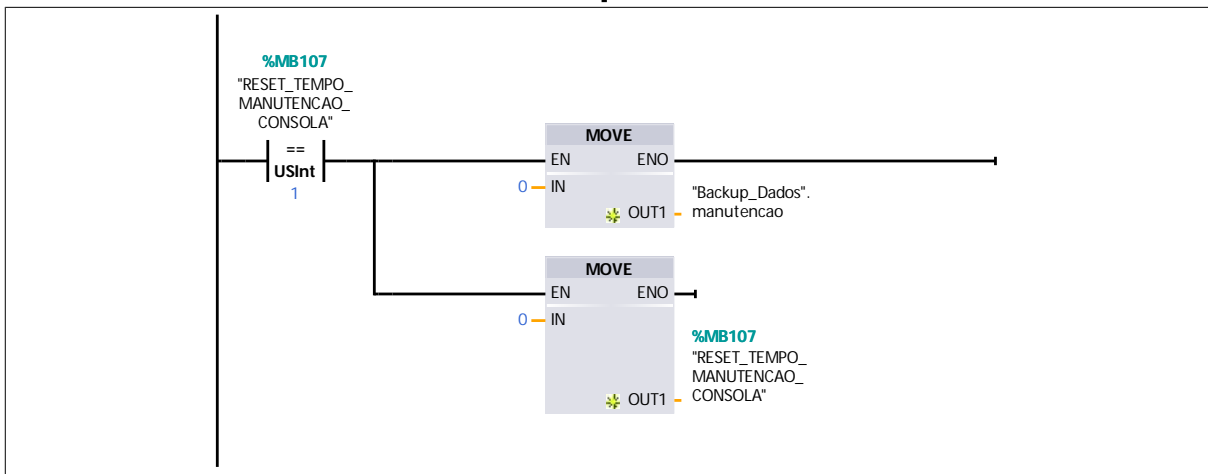 %MB107
"RESET_TEMPO_
MANUTENCAO_
CONSOLA"
==
USInt
1
MOVE
EN ENO
0 IN
OUT1
"Backup_Dados".
manutencao
MOVE
EN ENO
0 IN
OUT1
%MB107
"RESET_TEMPO_
MANUTENCAO_
CONSOLA"